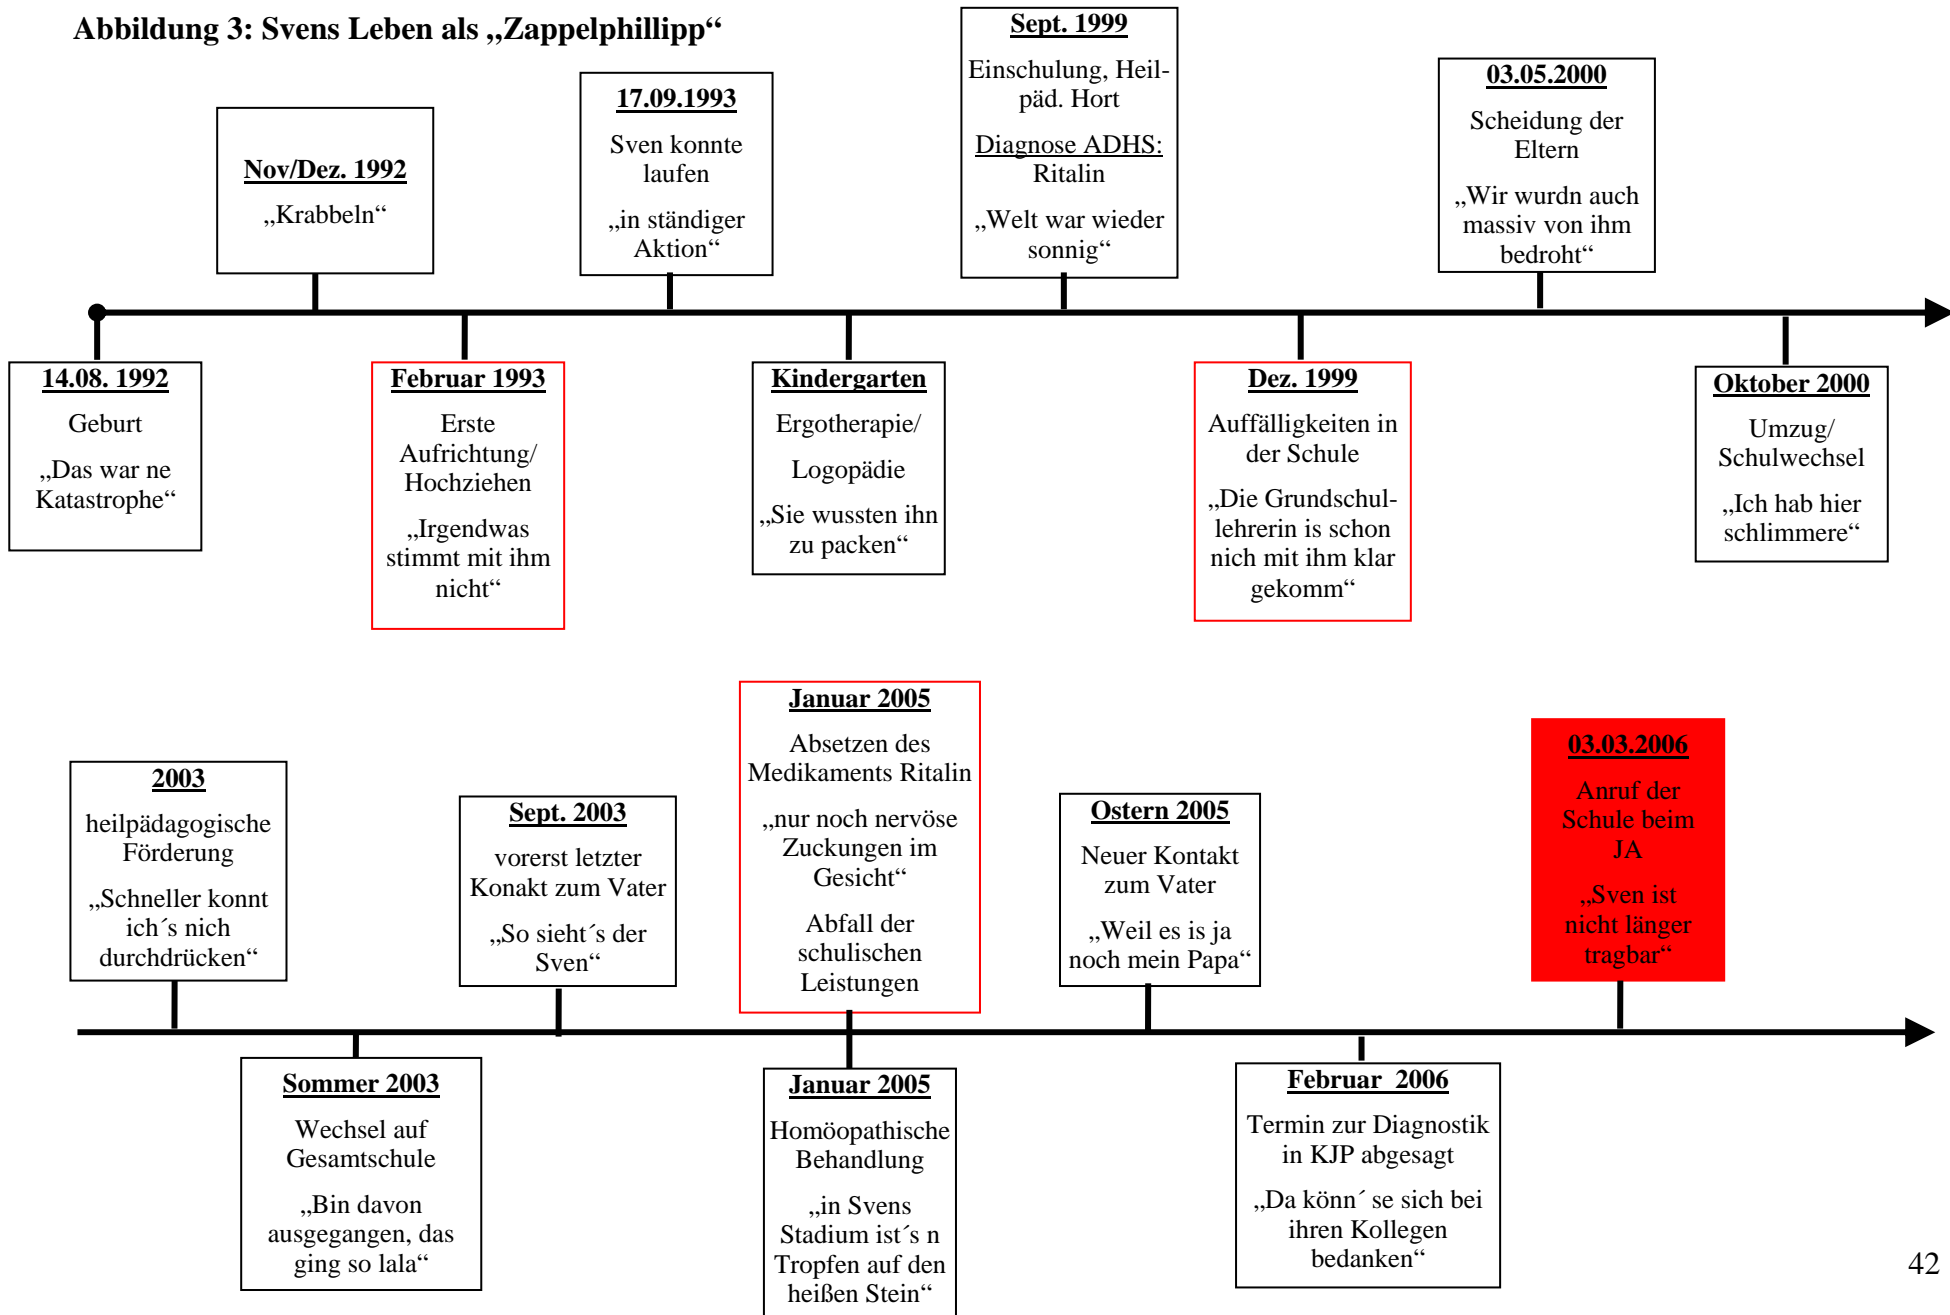 Abbildung 3: Svens Leben als „Zappelphillipp“
14.08. 1992
Geburt
„Das war ne
Katastrophe“
Nov/Dez. 1992
„Krabbeln“
Februar 1993
Erste
Aufrichtung/
Hochziehen
„Irgendwas
stimmt mit ihm
nicht“
17.09.1993
Sven konnte
laufen
„in ständiger
Aktion“
Kindergarten
Ergotherapie/
Logopädie
„Sie wussten ihn
zu packen“
Sept. 1999
Einschulung, Heil-
päd. Hort
Diagnose ADHS:
Ritalin
„Welt war wieder
sonnig“
Dez. 1999
Auffälligkeiten in
der Schule
„Die Grundschul-
lehrerin is schon
nich mit ihm klar
gekomm“
03.05.2000
Scheidung der
Eltern
„Wir wurdn auch
massiv von ihm
bedroht“
Oktober 2000
Umzug/
Schulwechsel
„Ich hab hier
schlimmere“
2003
heilpädagogische
Förderung
„Schneller konnt
ich´s nich
durchdrücken“
Sommer 2003
Wechsel auf
Gesamtschule
„Bin davon
ausgegangen, das
ging so lala“
Sept. 2003
vorerst letzter
Konakt zum Vater
„So sieht´s der
Sven“
Januar 2005
Absetzen des
Medikaments Ritalin
„nur noch nervöse
Zuckungen im
Gesicht“
Abfall der
schulischen
Leistungen
Januar 2005
Homöopathische
Behandlung
„in Svens
Stadium ist´s n
Tropfen auf den
heißen Stein“
Ostern 2005
Neuer Kontakt
zum Vater
„Weil es is ja
noch mein Papa“
Februar 2006
Termin zur Diagnostik
in KJP abgesagt
„Da könn´ se sich bei
ihren Kollegen
bedanken“
03.03.2006
Anruf der
Schule beim
JA
„Sven ist
nicht länger
tragbar“
42